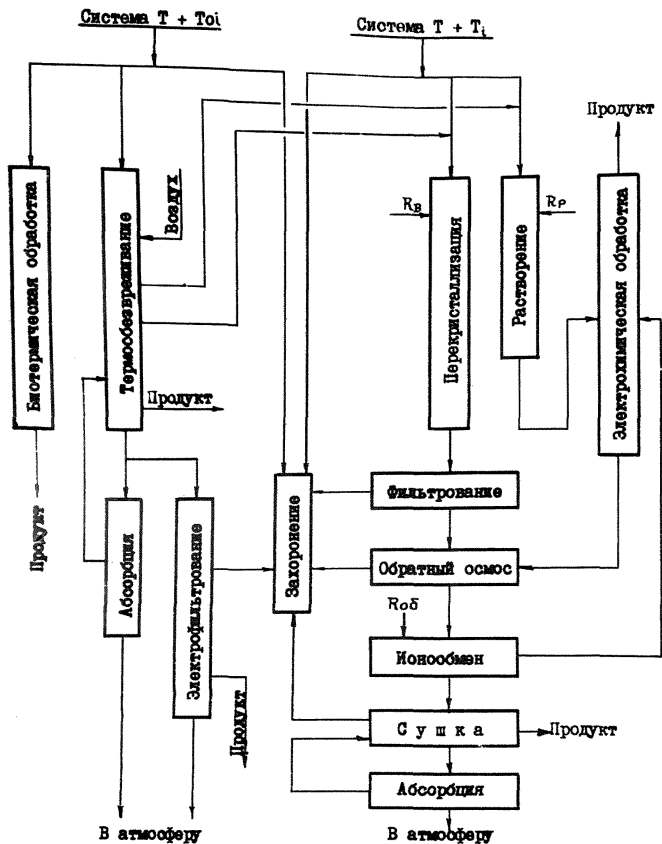 Система Т + Тоi
Система Т + Тi
Продукт
Биотермическая обработка
Термообезвреживание
Воздух
Rв
Перекристаллизация
Растворение
Rр
Электрохимическая обработка
Продукт
Продукт
Абсорбция
Электрофильтрование
Захоронение
Фильтрование
Обратный осмос
Rоб
Ионообмен
Продукт
Сушка
Продукт
Абсорбция
В атмосферу
В атмосферу